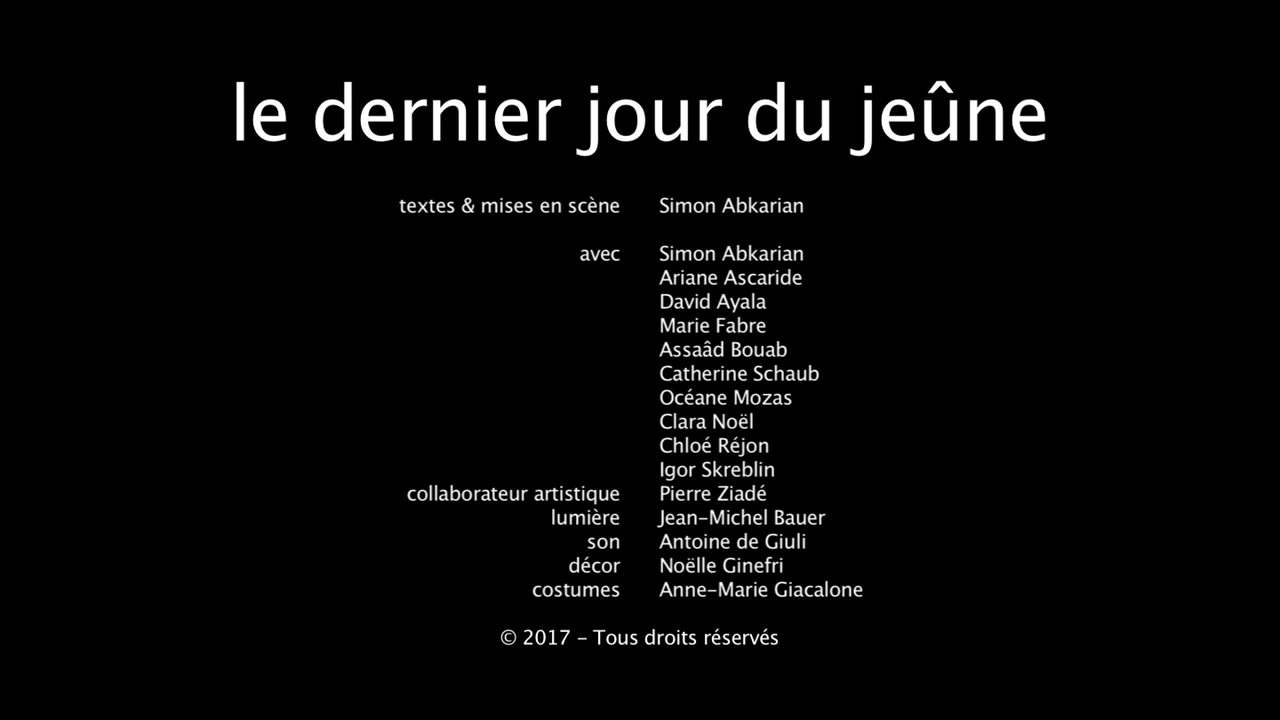 le dernier jour du jeûne
textes & mises en scène Simon Abkarian
avec Simon Abkarian
Ariane Ascaride
David Ayala
Marie Fabre
Assaâd Bouab
Catherine Schaub
Océane Mozas
Clara Noël
Chloé Réjon
Igor Skreblin
collaborateur artistique Pierre Ziadé
lumière Jean-Michel Bauer
son Antoine de Giuli
décor Noëlle Ginefri
costumes Anne-Marie Giacalone
© 2017 - Tous droits réservés